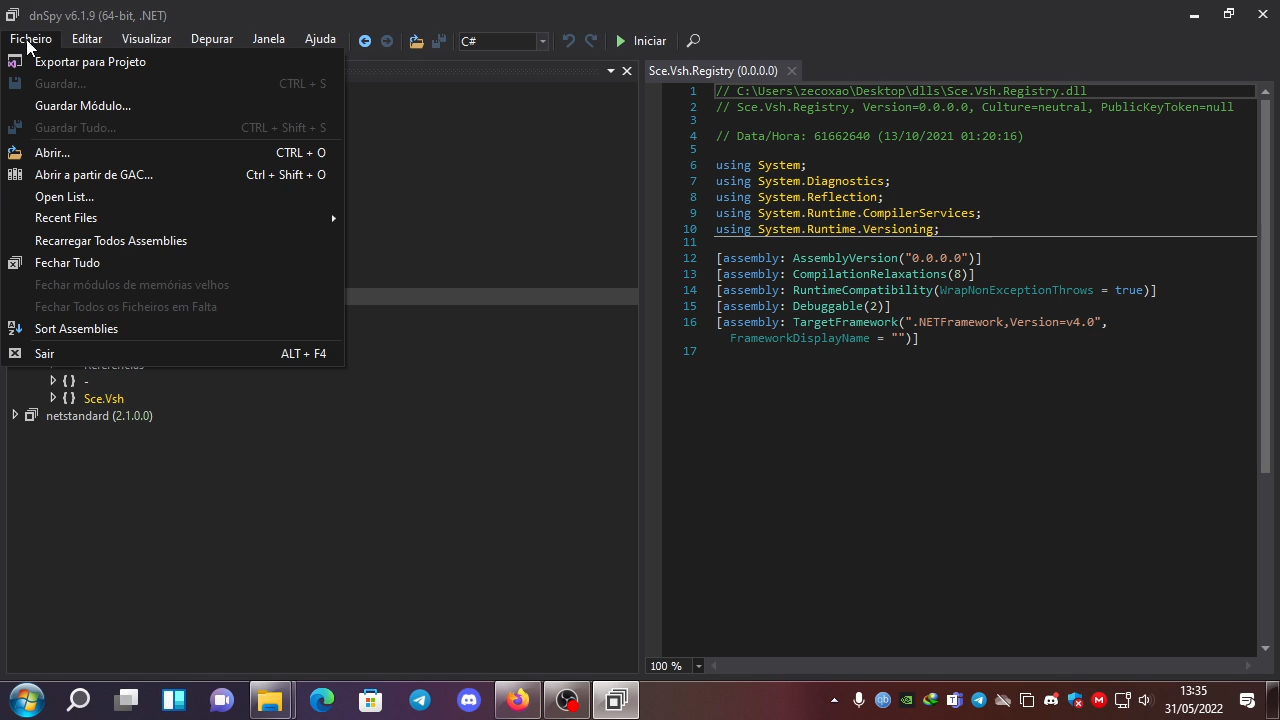 dnSpy v6.1.9 (64-bit, .NET)
Ficheiro Editar Visualizar Depurar Janela Ajuda C# Iniciar
Exportar para Projeto
Guardar... CTRL + S
Guardar Módulo...
Guardar Tudo... CTRL + Shift + S
Abrir... CTRL + O
Abrir a partir de GAC... Ctrl + Shift + O
Open List...
Recent Files
Recarregar Todos Assemblies
Fechar Tudo
Fechar módulos de memórias velhos
Fechar Todos os Ficheiros em Falta
Sort Assemblies
Sair ALT + F4
Referências
{ } -
{ } Sce.Vsh
netstandard (2.1.0.0)
Sce.Vsh.Registry (0.0.0.0)
1 // C:\Users\zecoxao\Desktop\dlls\Sce.Vsh.Registry.dll
2 // Sce.Vsh.Registry, Version=0.0.0.0, Culture=neutral, PublicKeyToken=null
3
4 // Data/Hora: 61662640 (13/10/2021 01:20:16)
5
6 using System;
7 using System.Diagnostics;
8 using System.Reflection;
9 using System.Runtime.CompilerServices;
10 using System.Runtime.Versioning;
11
12 [assembly: AssemblyVersion("0.0.0.0")]
13 [assembly: CompilationRelaxations(8)]
14 [assembly: RuntimeCompatibility(WrapNonExceptionThrows = true)]
15 [assembly: Debuggable(2)]
16 [assembly: TargetFramework(".NETFramework,Version=v4.0",
FrameworkDisplayName = "")]
17
100 %
13:35
31/05/2022